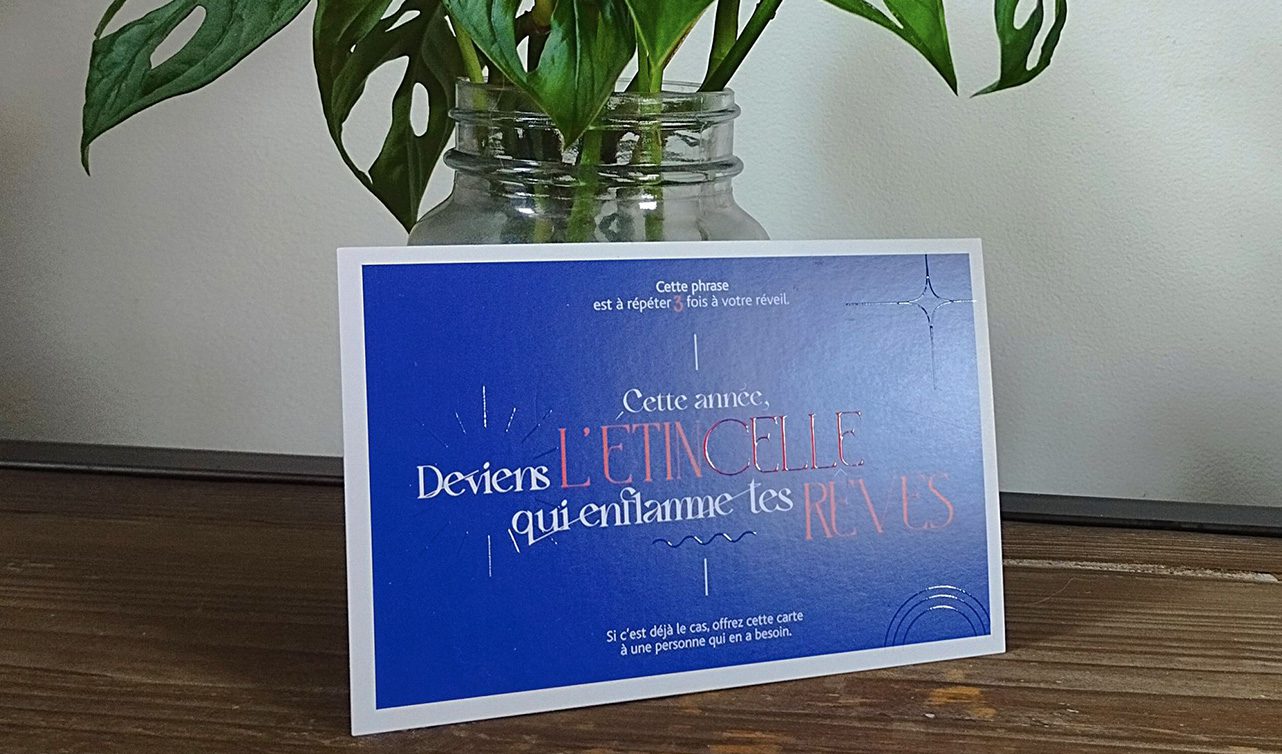 Cette phrase
est à répéter 3 fois à votre réveil.
Cette année,
Deviens L'ÉTINCELLE
qui enflamme tes RÊVES
Si c'est déjà le cas, offrez cette carte
à une personne qui en a besoin.